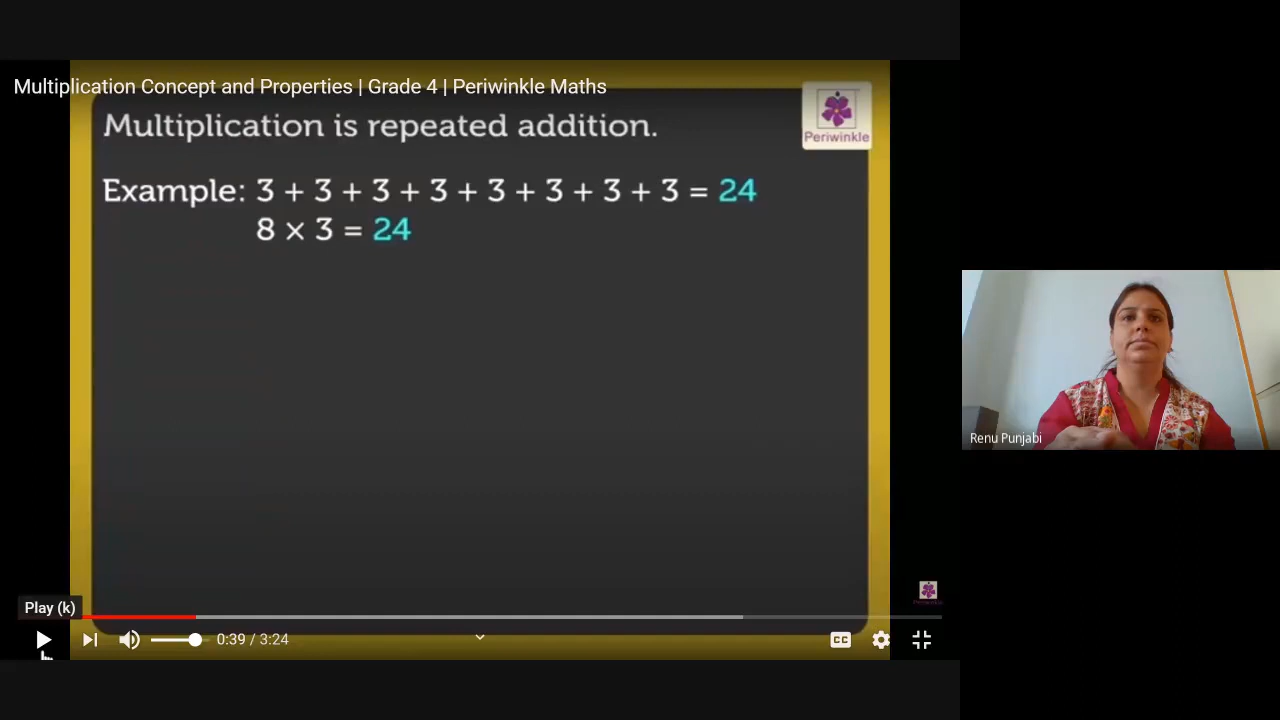 Multiplication Concept and Properties | Grade 4 | Periwinkle Maths
Periwinkle
Multiplication is repeated addition.
Example: 3 + 3 + 3 + 3 + 3 + 3 + 3 + 3 = 24
8 × 3 = 24
Renu Punjabi
Play (k)
0:39 / 3:24
CC